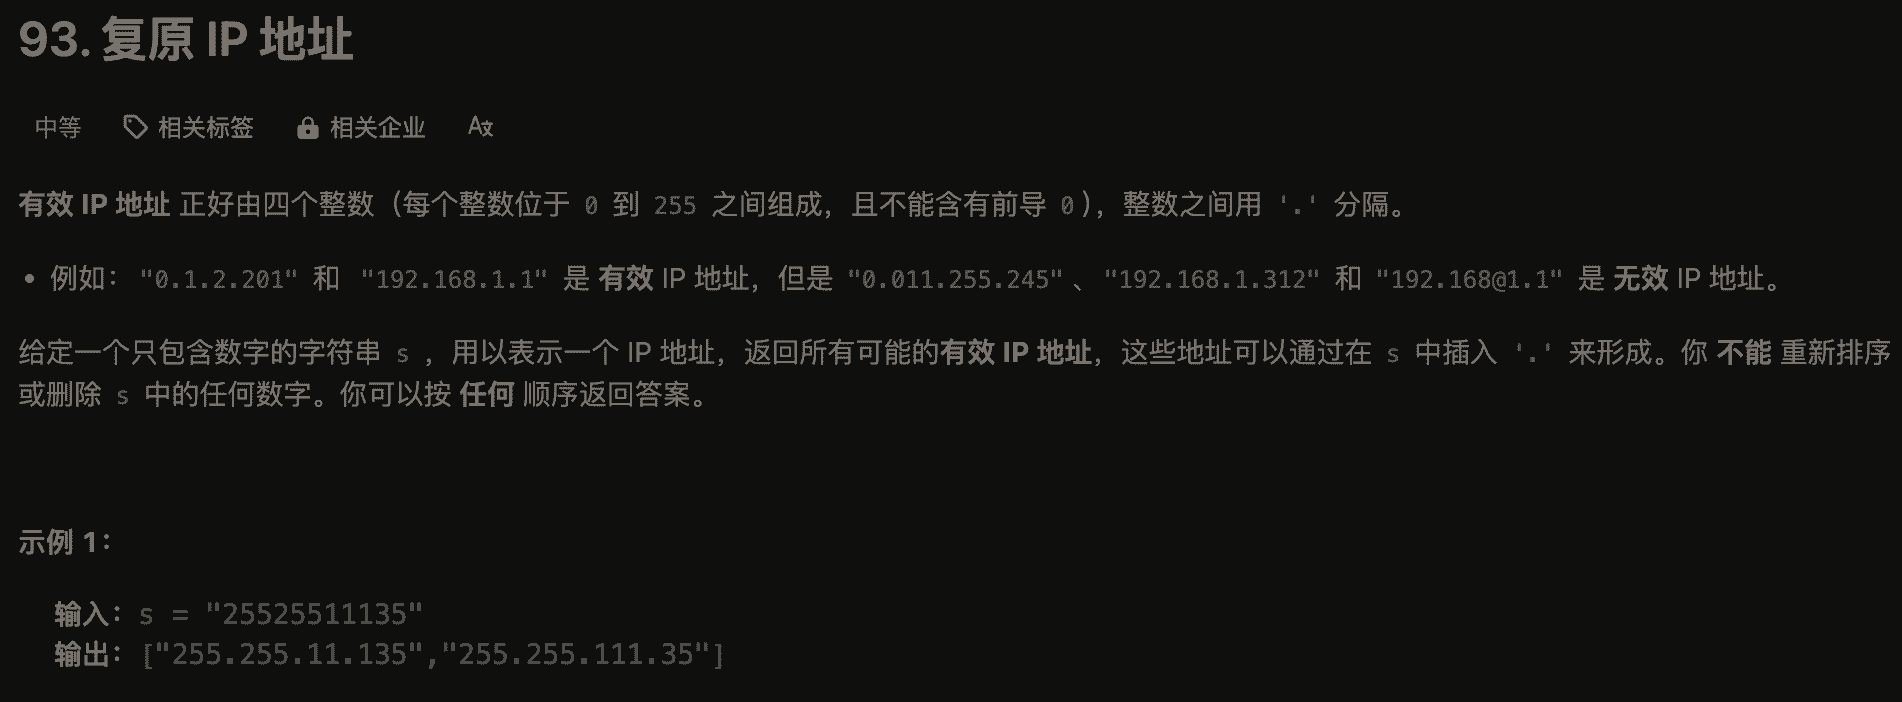 93. 复原 IP 地址
中等 相关标签 相关企业
有效 IP 地址 正好由四个整数（每个整数位于 0 到 255 之间组成，且不能含有前导 0），整数之间用 '.' 分隔。
• 例如："0.1.2.201" 和 "192.168.1.1" 是 有效 IP 地址，但是 "0.011.255.245"、"192.168.1.312" 和 "192.168@1.1" 是 无效 IP 地址。
给定一个只包含数字的字符串 s ，用以表示一个 IP 地址，返回所有可能的有效 IP 地址，这些地址可以通过在 s 中插入 '.' 来形成。你 不能 重新排序
或删除 s 中的任何数字。你可以按 任何 顺序返回答案。
示例 1：
输入：s = "25525511135"
输出：["255.255.11.135","255.255.111.35"]